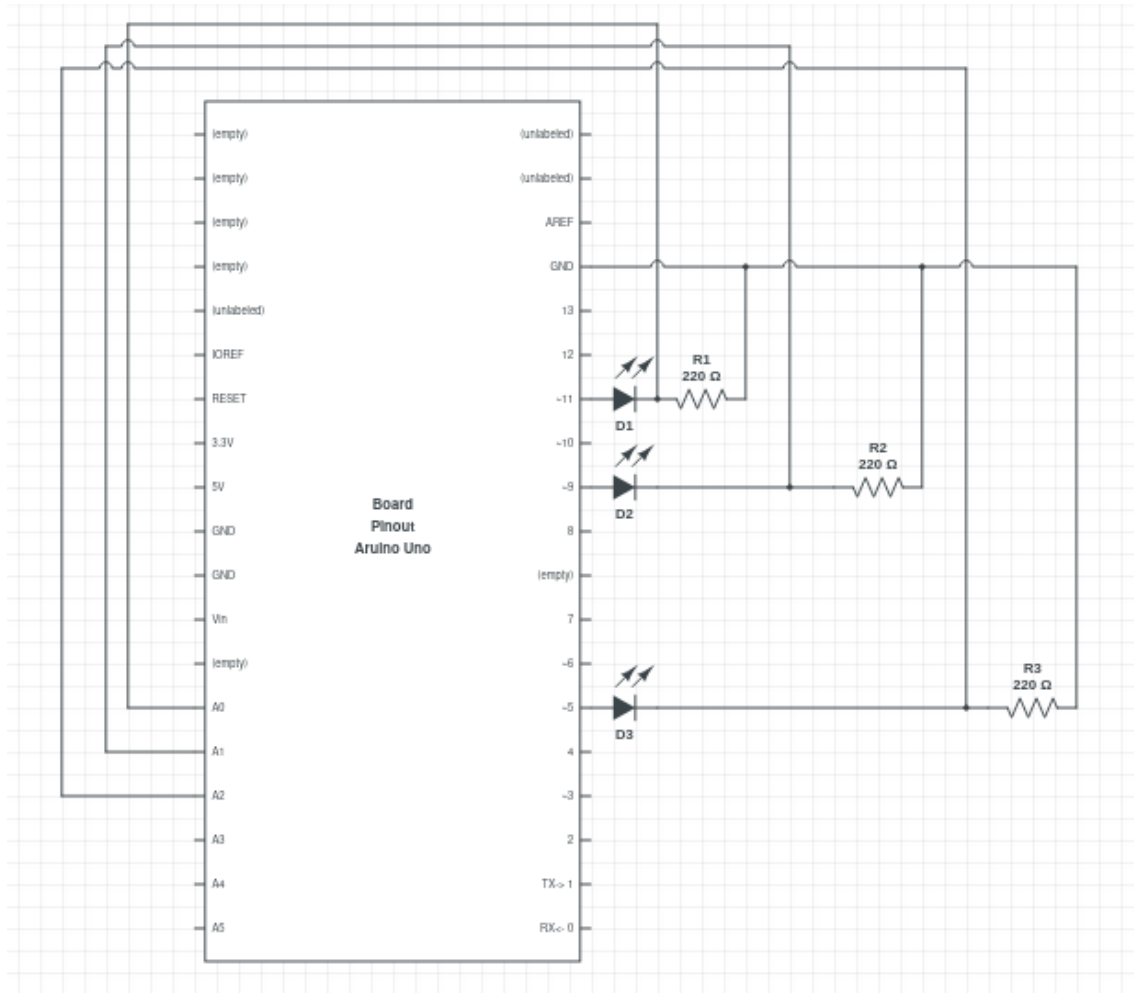 (empty)
(empty)
(empty)
(empty)
(unlabeled)
IOREF
RESET
3.3V
5V
GND
GND
Vin
(empty)
A0
A1
A2
A3
A4
A5
Board
Pinout
Aruino Uno
(unlabeled)
(unlabeled)
AREF
GND
13
12
~11
~10
~9
8
(empty)
7
~6
~5
4
~3
2
TX-> 1
RX<- 0
D1
R1
220 Ω
D2
R2
220 Ω
D3
R3
220 Ω